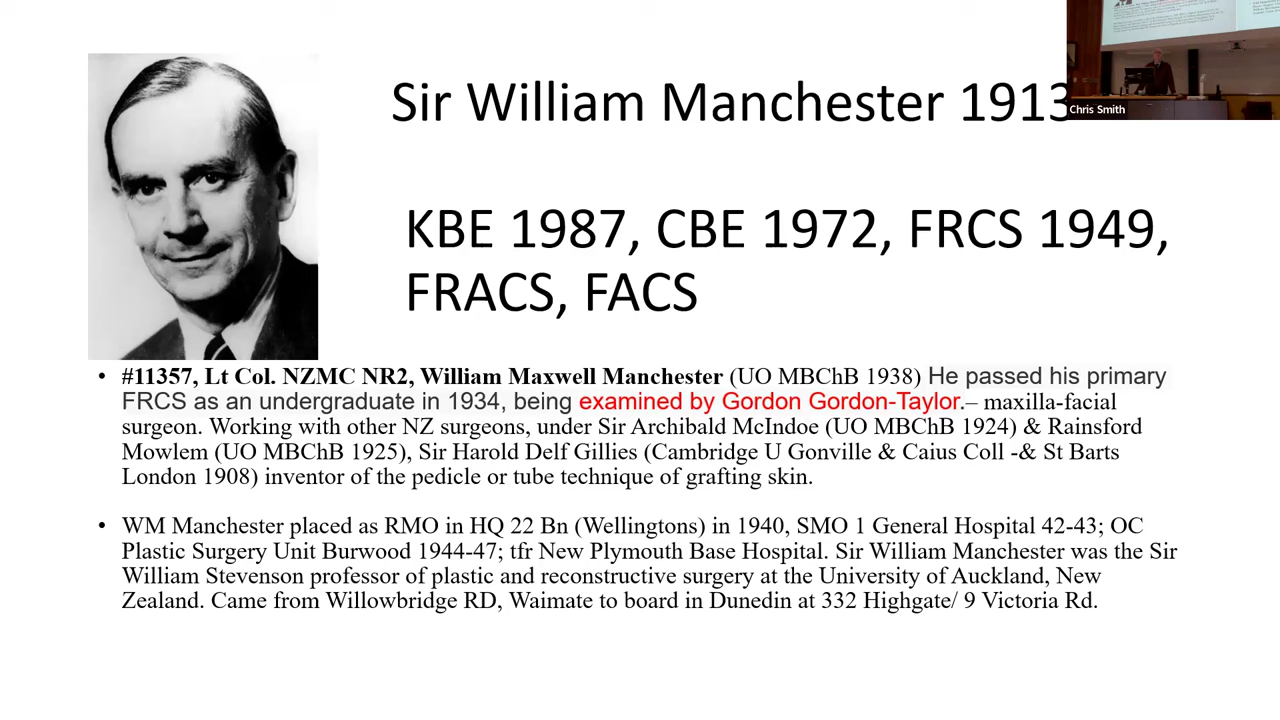 Sir William Manchester 1913
Chris Smith
KBE 1987, CBE 1972, FRCS 1949,
FRACS, FACS
• #11357, Lt Col. NZMC NR2, William Maxwell Manchester (UO MBChB 1938) He passed his primary
FRCS as an undergraduate in 1934, being examined by Gordon Gordon-Taylor.– maxilla-facial
surgeon. Working with other NZ surgeons, under Sir Archibald McIndoe (UO MBChB 1924) & Rainsford
Mowlem (UO MBChB 1925), Sir Harold Delf Gillies (Cambridge U Gonville & Caius Coll -& St Barts
London 1908) inventor of the pedicle or tube technique of grafting skin.
• WM Manchester placed as RMO in HQ 22 Bn (Wellingtons) in 1940, SMO 1 General Hospital 42-43; OC
Plastic Surgery Unit Burwood 1944-47; tfr New Plymouth Base Hospital. Sir William Manchester was the Sir
William Stevenson professor of plastic and reconstructive surgery at the University of Auckland, New
Zealand. Came from Willowbridge RD, Waimate to board in Dunedin at 332 Highgate/ 9 Victoria Rd.